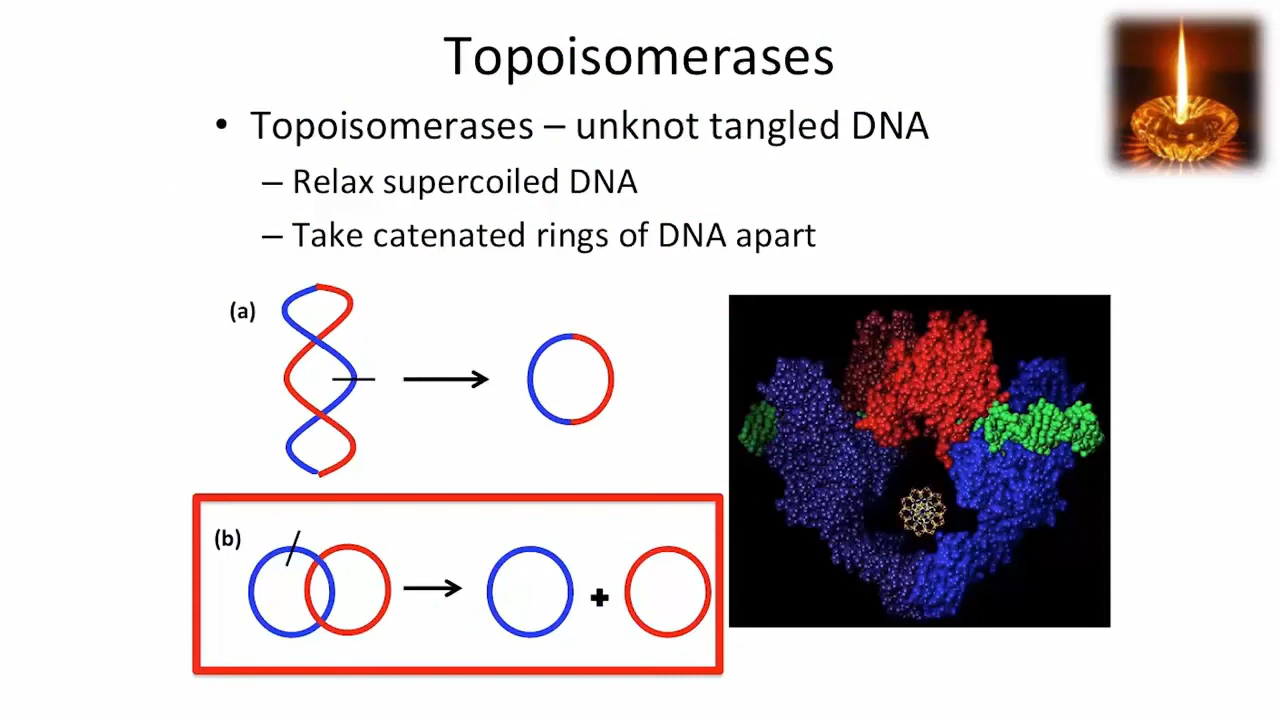 Topoisomerases
• Topoisomerases – unknot tangled DNA
– Relax supercoiled DNA
– Take catenated rings of DNA apart
(a)
(b)
+